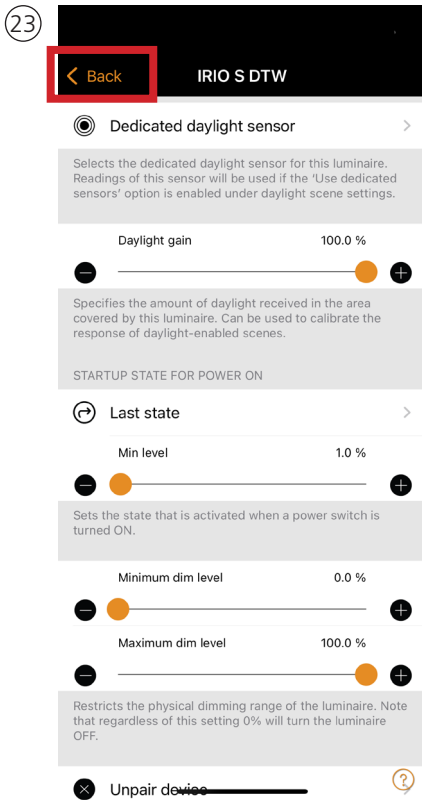 23
Back
IRIO S DTW
Dedicated daylight sensor
Selects the dedicated daylight sensor for this luminaire.
Readings of this sensor will be used if the 'Use dedicated
sensors' option is enabled under daylight scene settings.
Daylight gain 100.0 %
Specifies the amount of daylight received in the area
covered by this luminaire. Can be used to calibrate the
response of daylight-enabled scenes.
STARTUP STATE FOR POWER ON
Last state
Min level 1.0 %
Sets the state that is activated when a power switch is
turned ON.
Minimum dim level 0.0 %
Maximum dim level 100.0 %
Restricts the physical dimming range of the luminaire. Note
that regardless of this setting 0% will turn the luminaire
OFF.
Unpair device
?